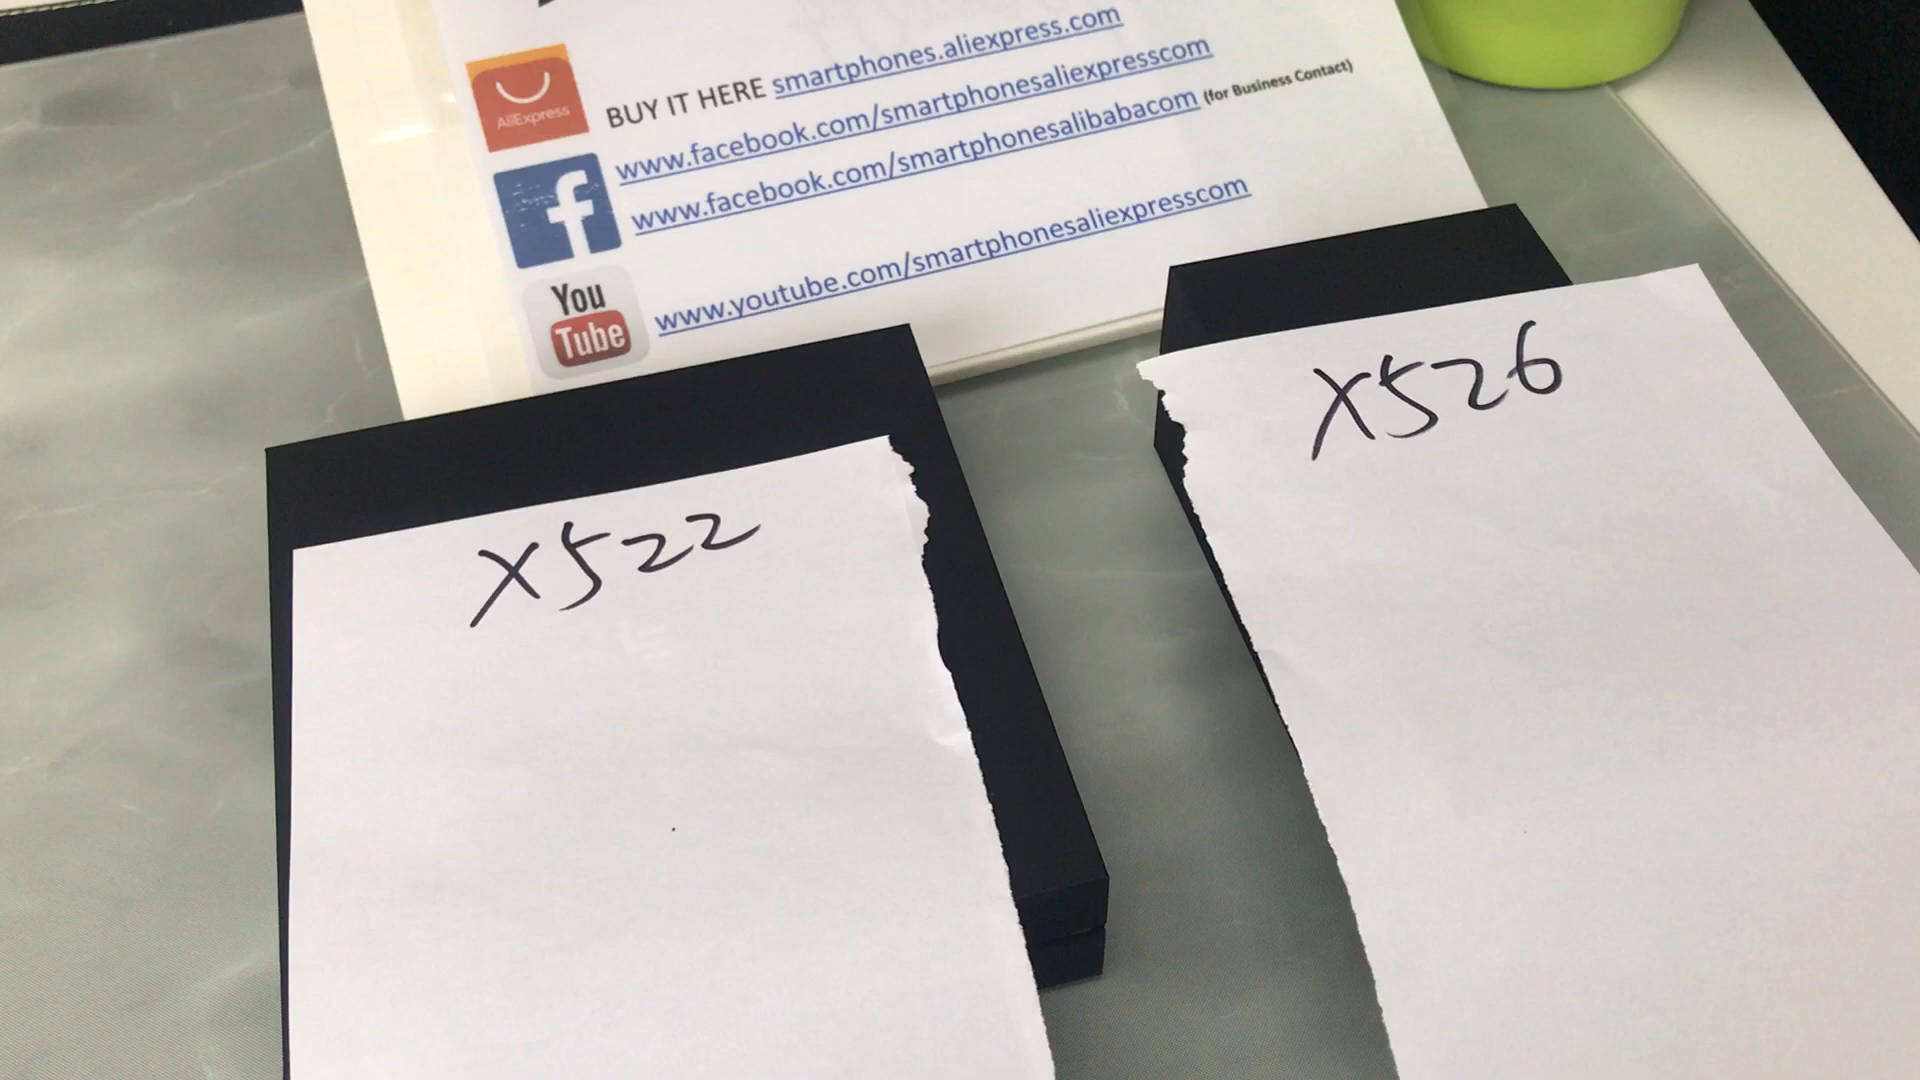 AliExpress
BUY IT HERE smartphones.aliexpress.com
www.facebook.com/smartphonesaliexpresscom
www.facebook.com/smartphonesalibabacom (for Business Contact)
You
Tube
www.youtube.com/smartphonesaliexpresscom
X522
X526